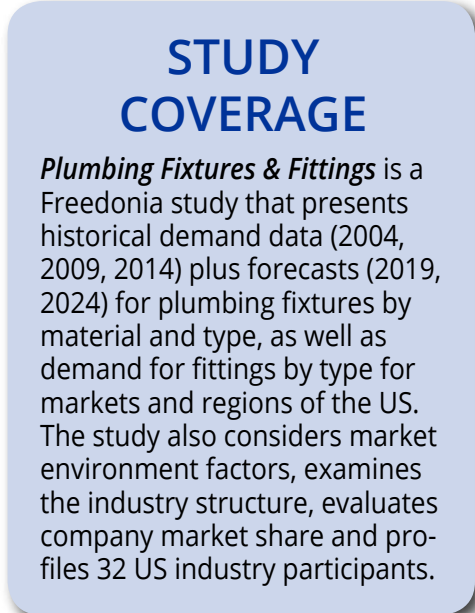 STUDY
COVERAGE
Plumbing Fixtures & Fittings is a
Freedonia study that presents
historical demand data (2004,
2009, 2014) plus forecasts (2019,
2024) for plumbing fixtures by
material and type, as well as
demand for fittings by type for
markets and regions of the US.
The study also considers market
environment factors, examines
the industry structure, evaluates
company market share and pro-
files 32 US industry participants.